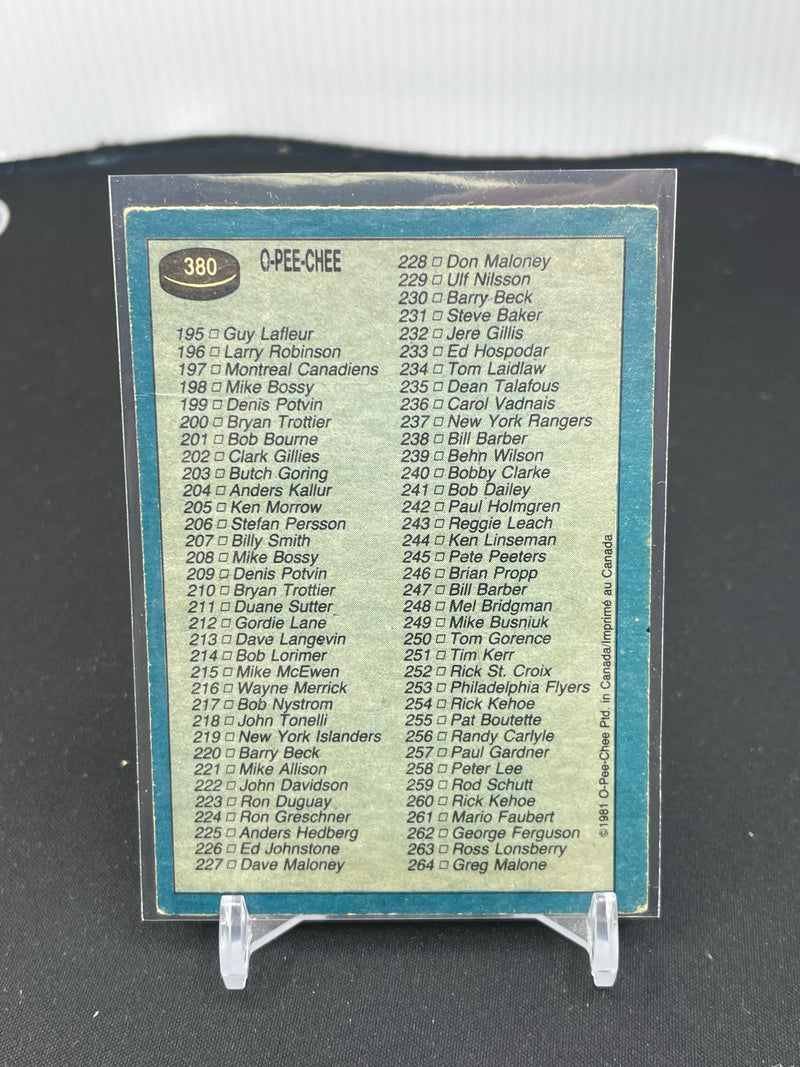 380
O-PEE-CHEE
195 □ Guy Lafleur
196 □ Larry Robinson
197 □ Montreal Canadiens
198 □ Mike Bossy
199 □ Denis Potvin
200 □ Bryan Trottier
201 □ Bob Bourne
202 □ Clark Gillies
203 □ Butch Goring
204 □ Anders Kallur
205 □ Ken Morrow
206 □ Stefan Persson
207 □ Billy Smith
208 □ Mike Bossy
209 □ Denis Potvin
210 □ Bryan Trottier
211 □ Duane Sutter
212 □ Gordie Lane
213 □ Dave Langevin
214 □ Bob Lorimer
215 □ Mike McEwen
216 □ Wayne Merrick
217 □ Bob Nystrom
218 □ John Tonelli
219 □ New York Islanders
220 □ Barry Beck
221 □ Mike Allison
222 □ John Davidson
223 □ Ron Duguay
224 □ Ron Greschner
225 □ Anders Hedberg
226 □ Ed Johnstone
227 □ Dave Maloney
228 □ Don Maloney
229 □ Ulf Nilsson
230 □ Barry Beck
231 □ Steve Baker
232 □ Jere Gillis
233 □ Ed Hospodar
234 □ Tom Laidlaw
235 □ Dean Talafous
236 □ Carol Vadnais
237 □ New York Rangers
238 □ Bill Barber
239 □ Behn Wilson
240 □ Bobby Clarke
241 □ Bob Dailey
242 □ Paul Holmgren
243 □ Reggie Leach
244 □ Ken Linseman
245 □ Pete Peeters
246 □ Brian Propp
247 □ Bill Barber
248 □ Mel Bridgman
249 □ Mike Busniuk
250 □ Tom Gorence
251 □ Tim Kerr
252 □ Rick St. Croix
253 □ Philadelphia Flyers
254 □ Rick Kehoe
255 □ Pat Boutette
256 □ Randy Carlyle
257 □ Paul Gardner
258 □ Peter Lee
259 □ Rod Schutt
260 □ Rick Kehoe
261 □ Mario Faubert
262 □ George Ferguson
263 □ Ross Lonsberry
264 □ Greg Malone
©1981 O-Pee-Chee Ptd. in Canada/Imprimé au Canada